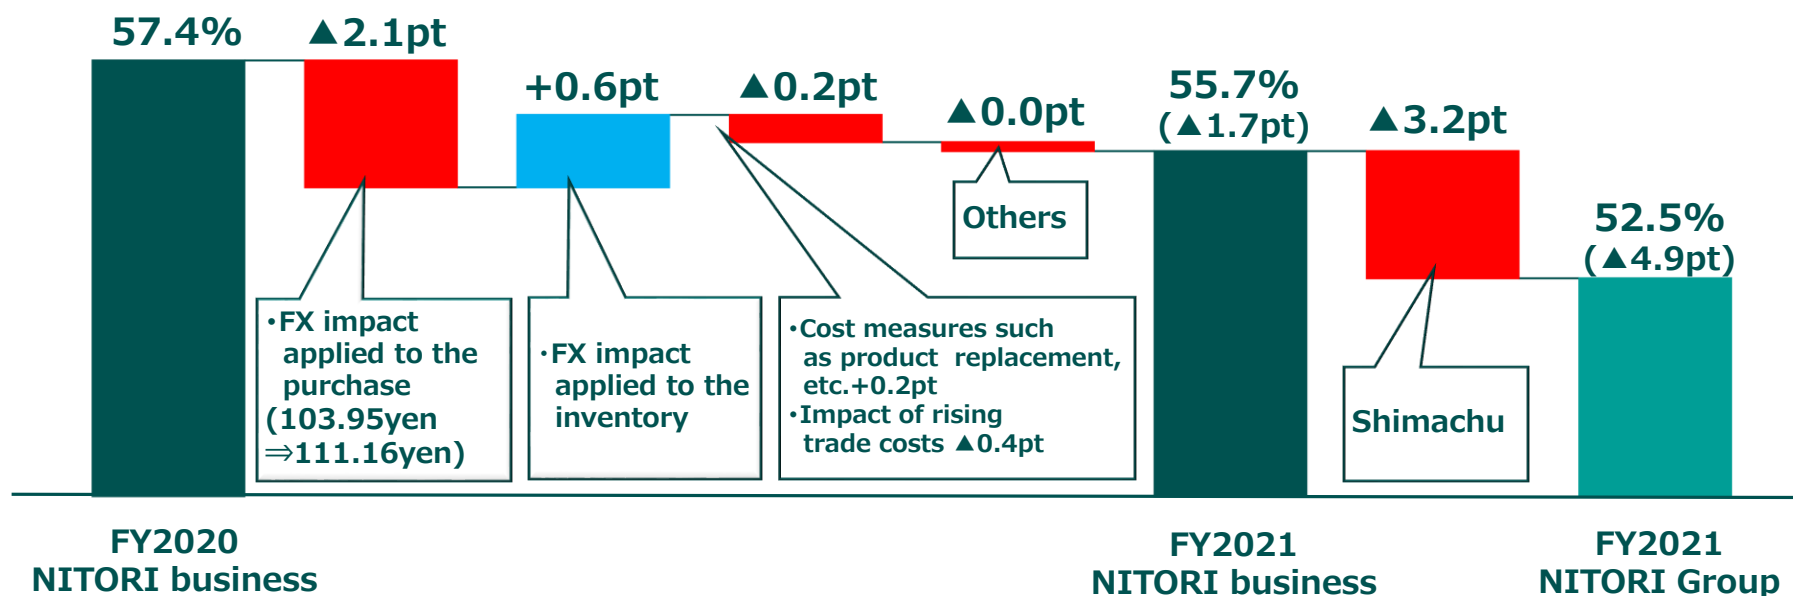 57.4%
▲2.1pt
+0.6pt
▲0.2pt
▲0.0pt
55.7%
(▲1.7pt)
▲3.2pt
52.5%
(▲4.9pt)
・FX impact
applied to the
purchase
(103.95yen
⇒111.16yen)
・FX impact
applied to the
inventory
・Cost measures such
as product replacement,
etc.+0.2pt
・Impact of rising
trade costs ▲0.4pt
Others
Shimachu
FY2020
NITORI business
FY2021
NITORI business
FY2021
NITORI Group